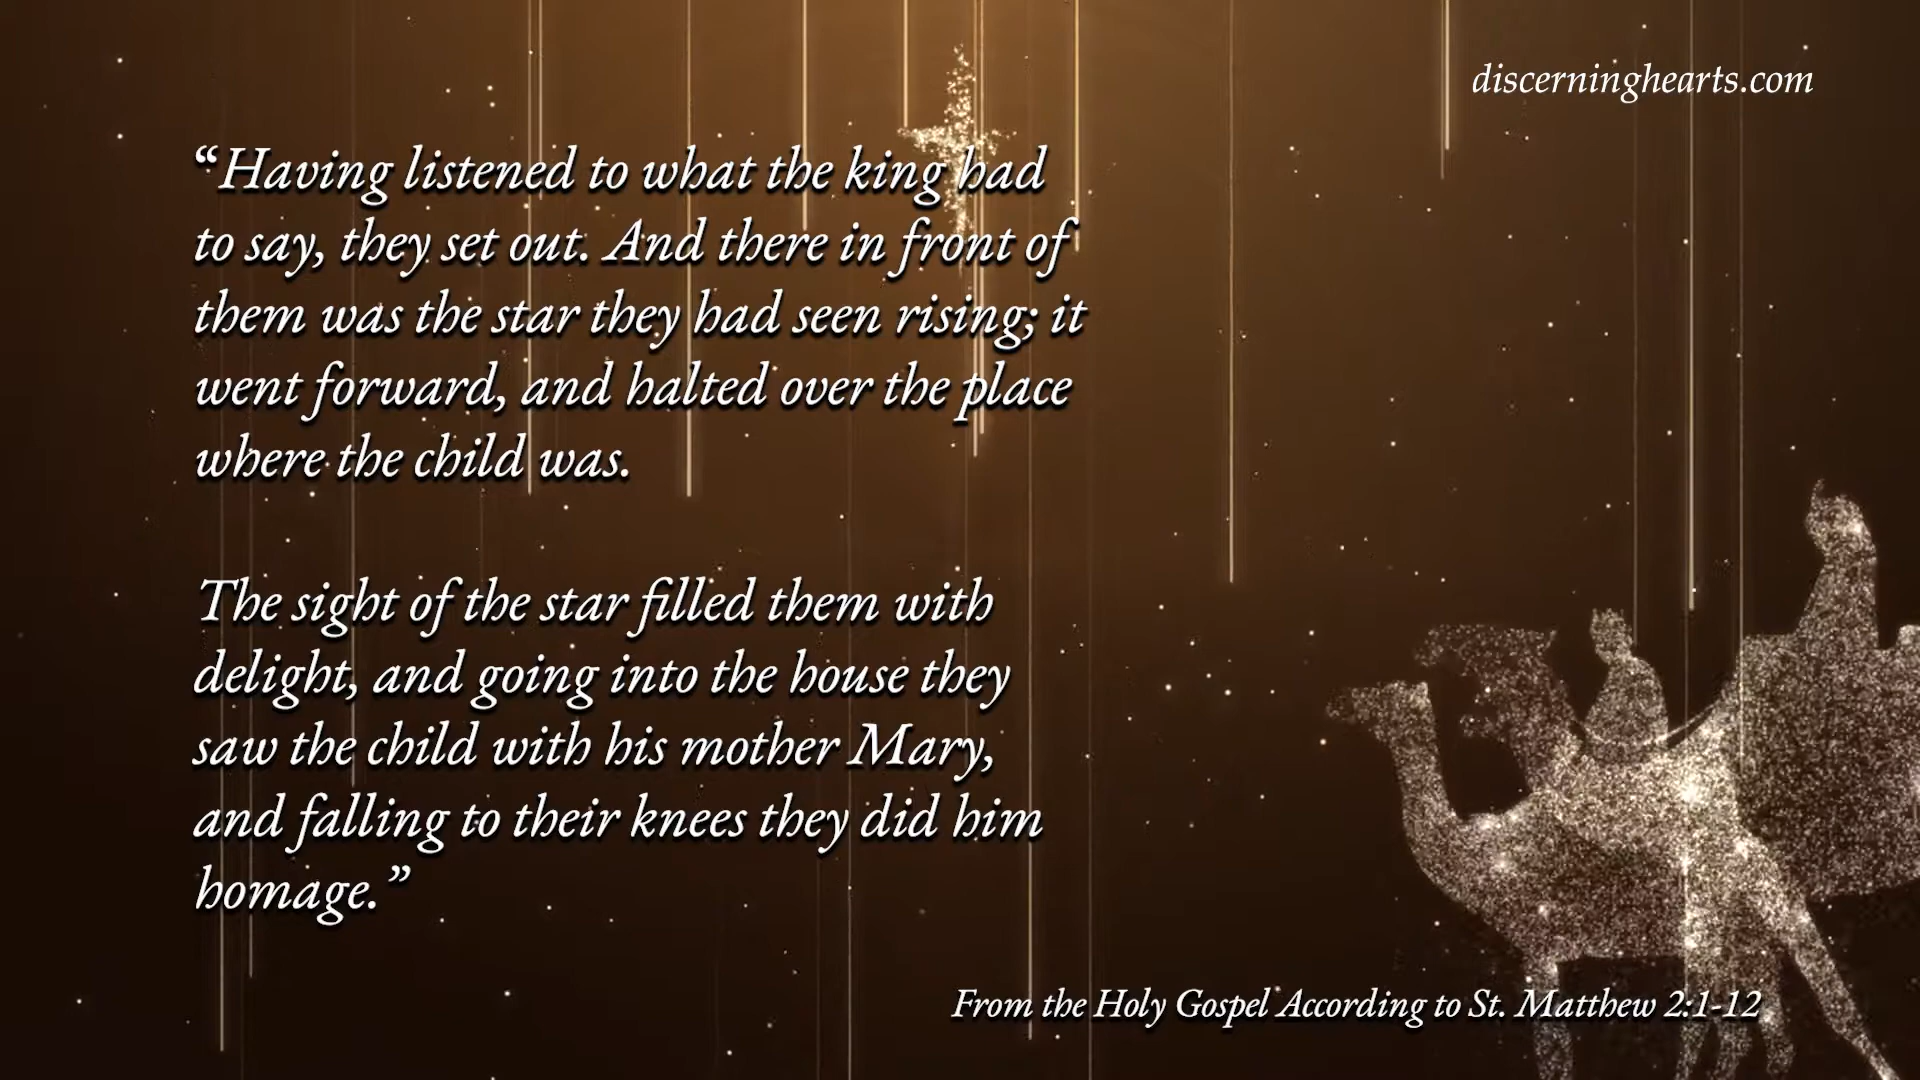 discerninghearts.com
“Having listened to what the king had
to say, they set out. And there in front of
them was the star they had seen rising; it
went forward, and halted over the place
where the child was.
The sight of the star filled them with
delight, and going into the house they
saw the child with his mother Mary,
and falling to their knees they did him
homage.”
From the Holy Gospel According to St. Matthew 2:1-12